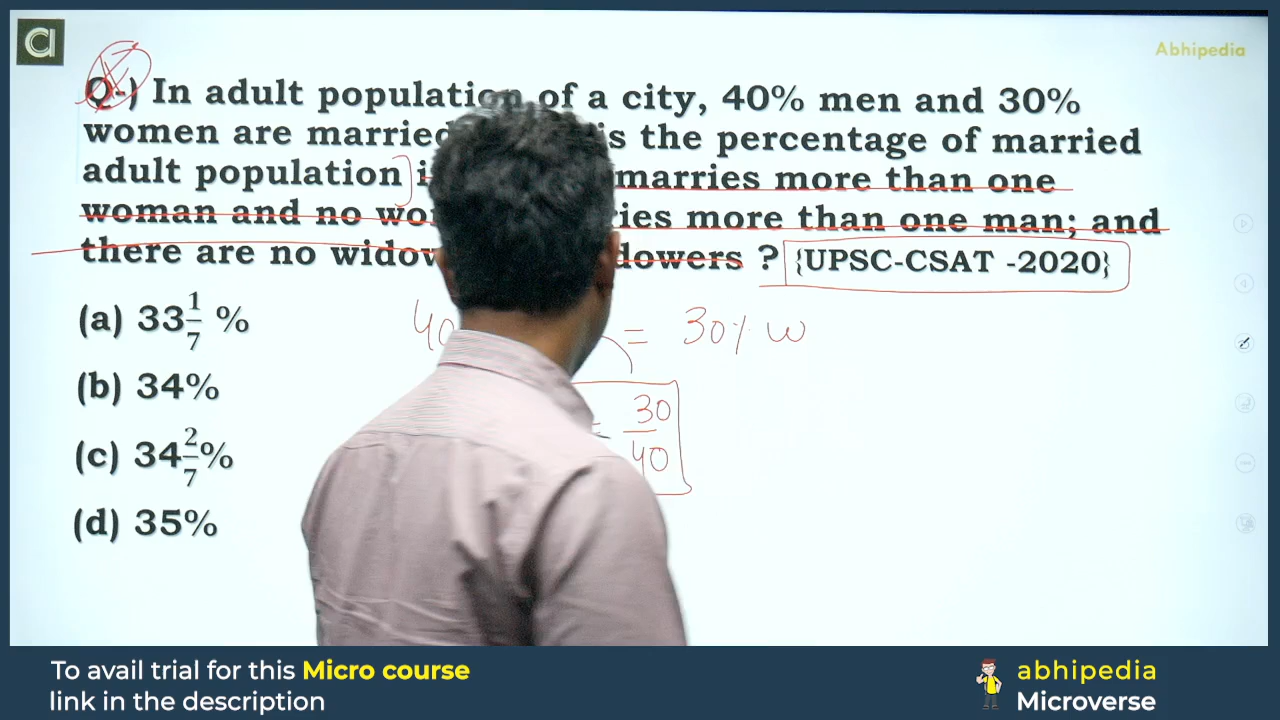 Abhipedia
Q-) In adult population of a city, 40% men and 30%
women are married is the percentage of married
adult population marries more than one
woman and no more than one man; and
there are no ? {UPSC-CSAT -2020}
(a) 33 1/7 %
40 = 30% W
(b) 34%
= 30/40
(c) 34 2/7%
(d) 35%
To avail trial for this Micro course
link in the description
abhipedia
Microverse